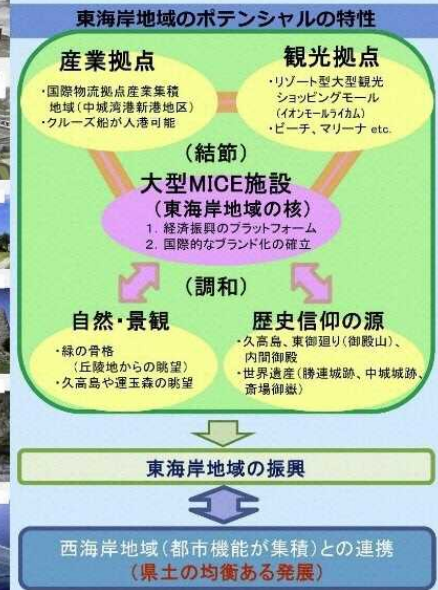 東海岸地域のポテンシャルの特性
産業拠点
・国際物流拠点産業集積
地域(中城湾港新港地区)
・クルーズ船が入港可能
観光拠点
・リゾート型大型観光
ショッピングモール
(イオンモールライカム)
・ビーチ、マリーナ etc.
(結節)
大型MICE施設
(東海岸地域の核)
1. 経済振興のプラットフォーム
2. 国際的なブランド化の確立
(調和)
自然・景観
・緑の骨格
(丘陵地からの眺望)
・久高島や運玉森の眺望
歴史信仰の源
・久高島、東御廻り(御殿山)、
内間御殿
・世界遺産(勝連城跡、中城城跡、
斎場御嶽)
東海岸地域の振興
西海岸地域(都市機能が集積)との連携
(県土の均衡ある発展)